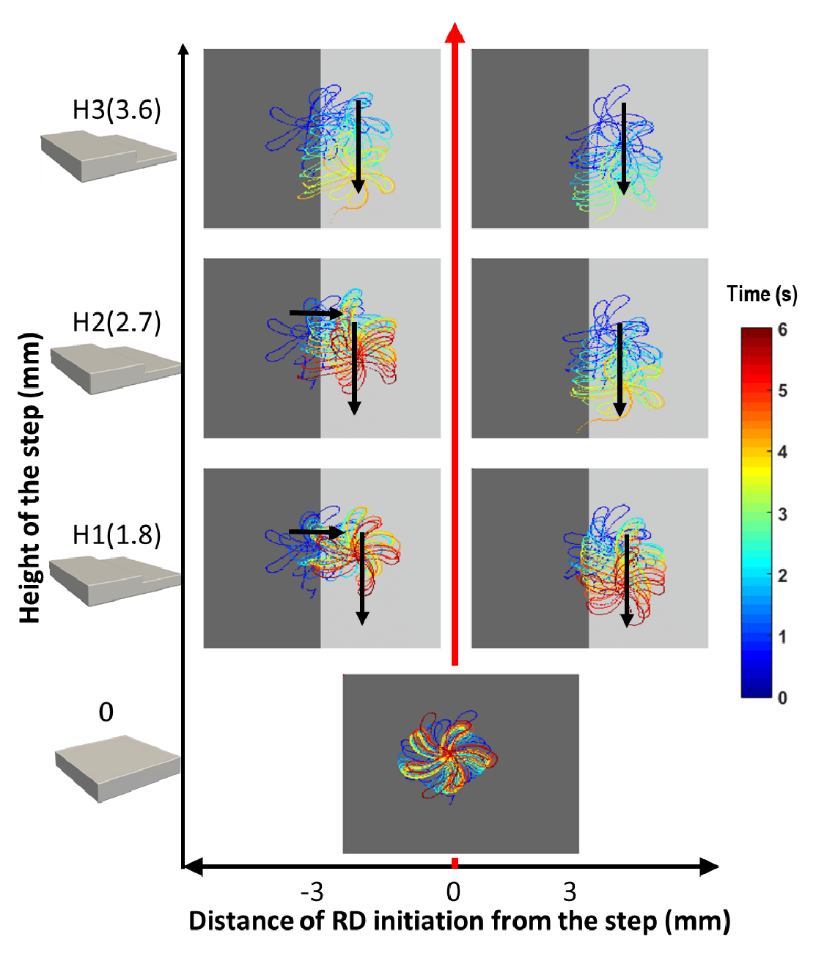 H3(3.6)
H2(2.7)
Time (s)
6
5
4
3
2
1
0
Height of the step (mm)
H1(1.8)
0
-3
0
3
Distance of RD initiation from the step (mm)